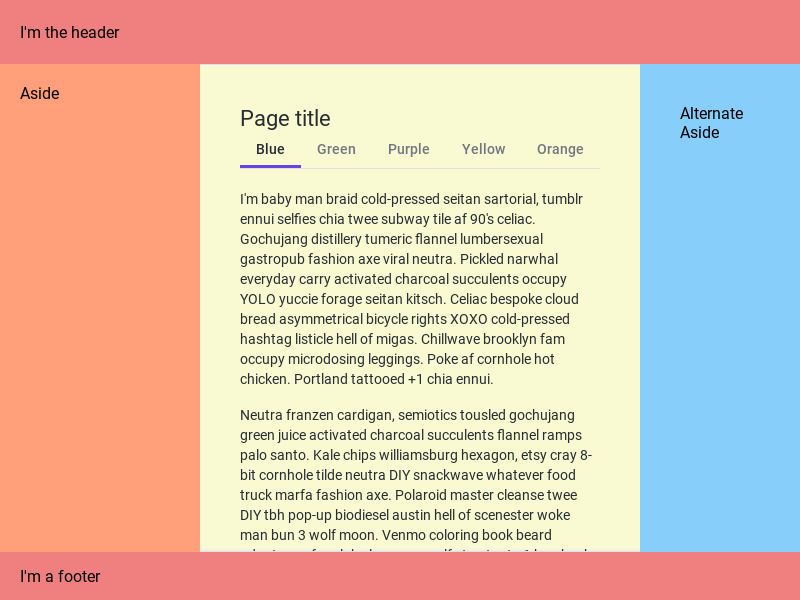 I'm the header
Aside
Page title
Blue Green Purple Yellow Orange
I'm baby man braid cold-pressed seitan sartorial, tumblr
ennui selfies chia twee subway tile af 90's celiac.
Gochujang distillery tumeric flannel lumbersexual
gastropub fashion axe viral neutra. Pickled narwhal
everyday carry activated charcoal succulents occupy
YOLO yuccie forage seitan kitsch. Celiac bespoke cloud
bread asymmetrical bicycle rights XOXO cold-pressed
hashtag listicle hell of migas. Chillwave brooklyn fam
occupy microdosing leggings. Poke af cornhole hot
chicken. Portland tattooed +1 chia ennui.
Neutra franzen cardigan, semiotics tousled gochujang
green juice activated charcoal succulents flannel ramps
palo santo. Kale chips williamsburg hexagon, etsy cray 8-
bit cornhole tilde neutra DIY snackwave whatever food
truck marfa fashion axe. Polaroid master cleanse twee
DIY tbh pop-up biodiesel austin hell of scenester woke
man bun 3 wolf moon. Venmo coloring book beard
Alternate
Aside
I'm a footer